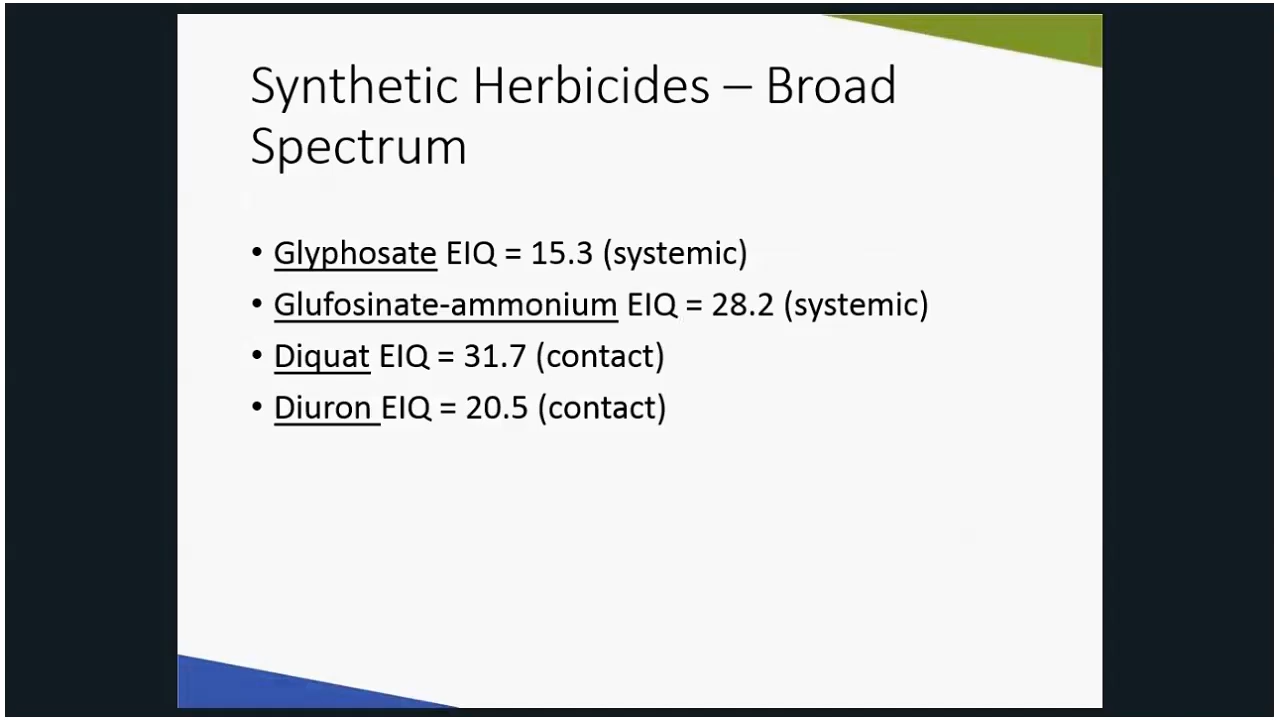 Synthetic Herbicides – Broad
Spectrum
• Glyphosate EIQ = 15.3 (systemic)
• Glufosinate-ammonium EIQ = 28.2 (systemic)
• Diquat EIQ = 31.7 (contact)
• Diuron EIQ = 20.5 (contact)